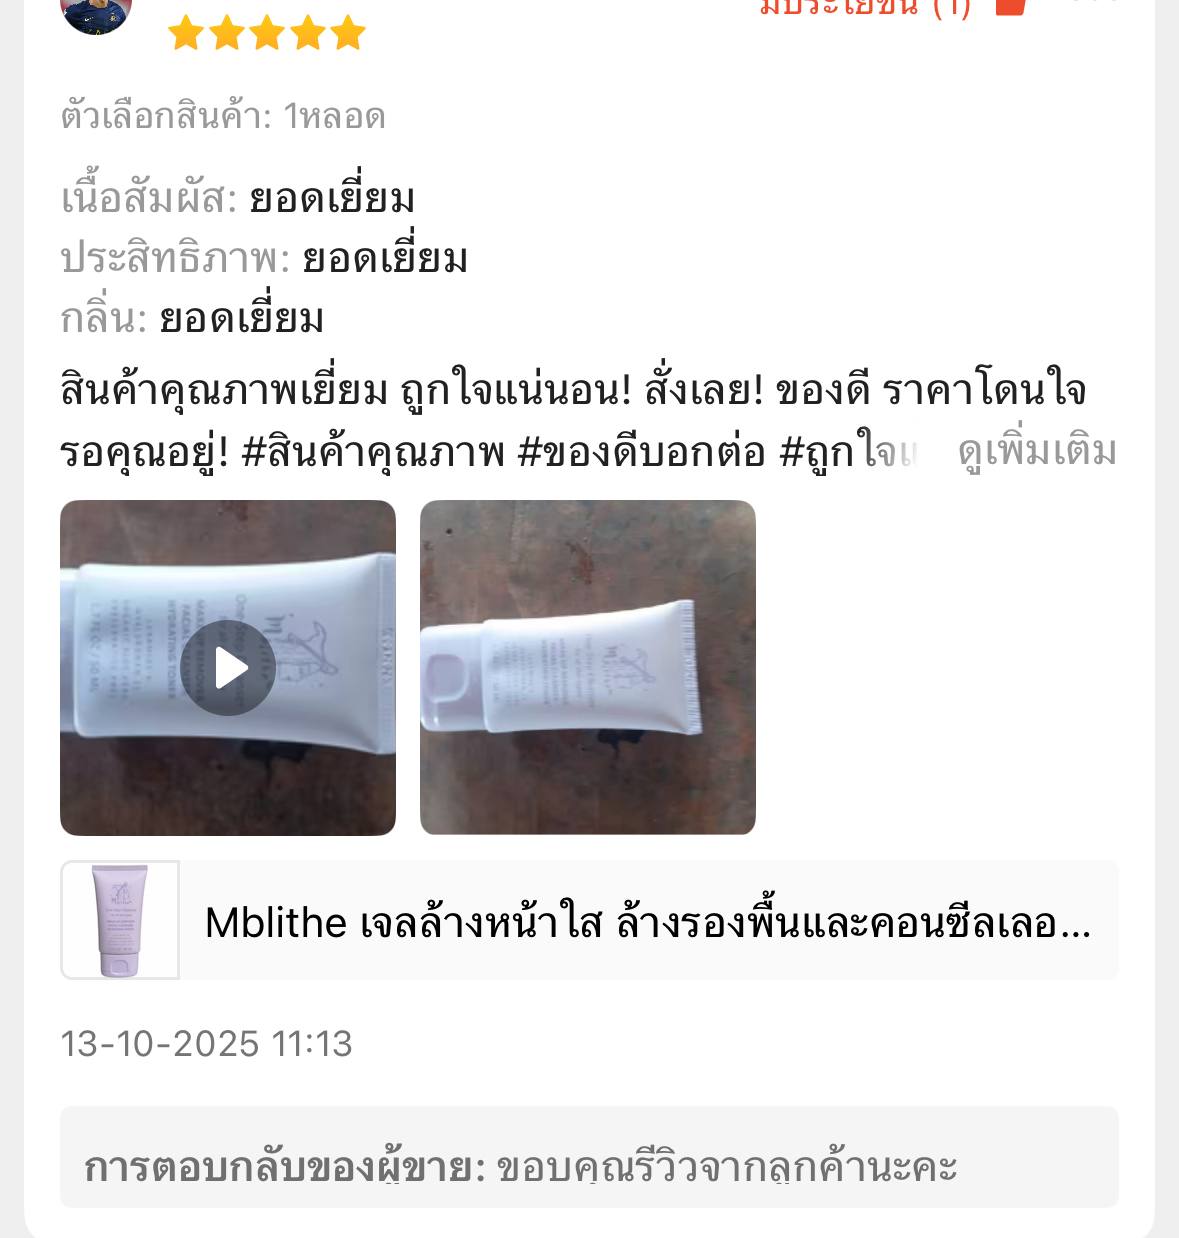 มีประโยชน์ (1)
ตัวเลือกสินค้า: 1หลอด
เนื้อสัมผัส: ยอดเยี่ยม
ประสิทธิภาพ: ยอดเยี่ยม
กลิ่น: ยอดเยี่ยม
สินค้าคุณภาพเยี่ยม ถูกใจแน่นอน! สั่งเลย! ของดี ราคาโดนใจ
รอคุณอยู่! #สินค้าคุณภาพ #ของดีบอกต่อ #ถูกใจแ ดูเพิ่มเติม
MAKEUP REMOVER
FACIAL CLEANSER
HYDRATING TONER
Mblithe เจลล้างหน้าใส ล้างรองพื้นและคอนซีลเลอ...
13-10-2025 11:13
การตอบกลับของผู้ขาย: ขอบคุณรีวิวจากลูกค้านะคะ